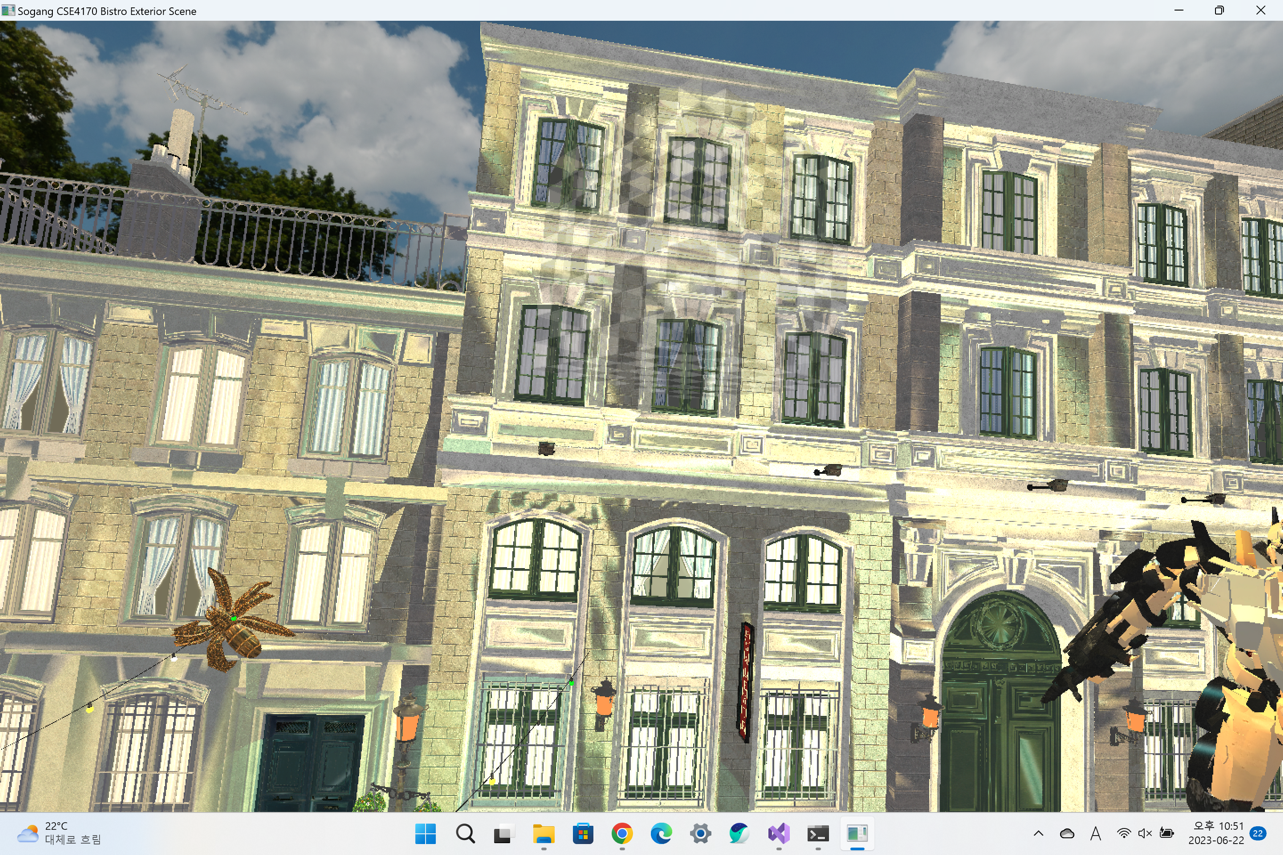 Sogang CSE4170 Bistro Exterior Scene
22°C
대체로 흐림
A
오후 10:51
2023-06-22
22